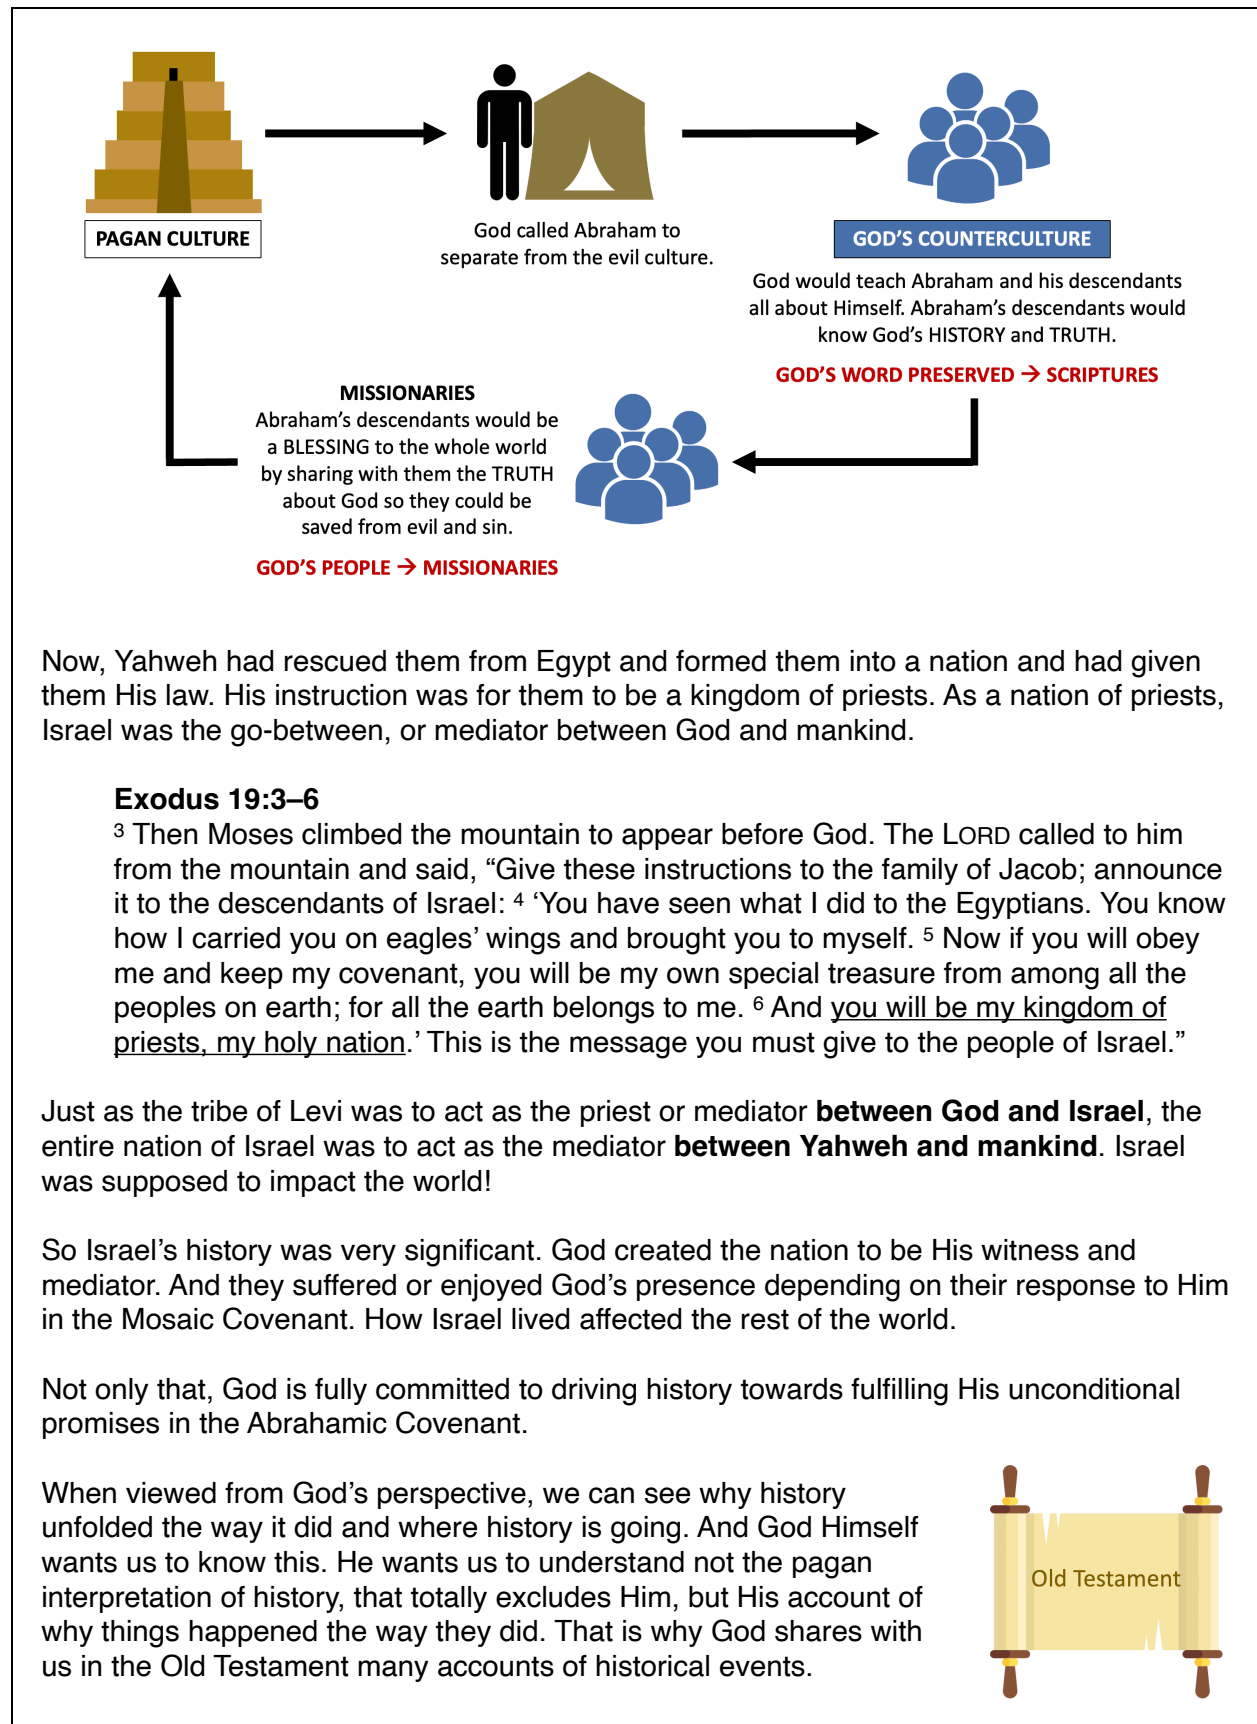 PAGAN CULTURE
God called Abraham to
separate from the evil culture.
GOD’S COUNTERCULTURE
God would teach Abraham and his descendants
all about Himself. Abraham’s descendants would
know God’s HISTORY and TRUTH.
GOD’S WORD PRESERVED → SCRIPTURES
MISSIONARIES
Abraham’s descendants would be
a BLESSING to the whole world
by sharing with them the TRUTH
about God so they could be
saved from evil and sin.
GOD’S PEOPLE → MISSIONARIES
Now, Yahweh had rescued them from Egypt and formed them into a nation and had given
them His law. His instruction was for them to be a kingdom of priests. As a nation of priests,
Israel was the go-between, or mediator between God and mankind.
Exodus 19:3–6
3 Then Moses climbed the mountain to appear before God. The LORD called to him
from the mountain and said, “Give these instructions to the family of Jacob; announce
it to the descendants of Israel: 4 ‘You have seen what I did to the Egyptians. You know
how I carried you on eagles’ wings and brought you to myself. 5 Now if you will obey
me and keep my covenant, you will be my own special treasure from among all the
peoples on earth; for all the earth belongs to me. 6 And you will be my kingdom of
priests, my holy nation.’ This is the message you must give to the people of Israel.”
Just as the tribe of Levi was to act as the priest or mediator between God and Israel, the
entire nation of Israel was to act as the mediator between Yahweh and mankind. Israel
was supposed to impact the world!
So Israel’s history was very significant. God created the nation to be His witness and
mediator. And they suffered or enjoyed God’s presence depending on their response to Him
in the Mosaic Covenant. How Israel lived affected the rest of the world.
Not only that, God is fully committed to driving history towards fulfilling His unconditional
promises in the Abrahamic Covenant.
When viewed from God’s perspective, we can see why history
unfolded the way it did and where history is going. And God Himself
wants us to know this. He wants us to understand not the pagan
interpretation of history, that totally excludes Him, but His account of
why things happened the way they did. That is why God shares with
us in the Old Testament many accounts of historical events.
Old Testament